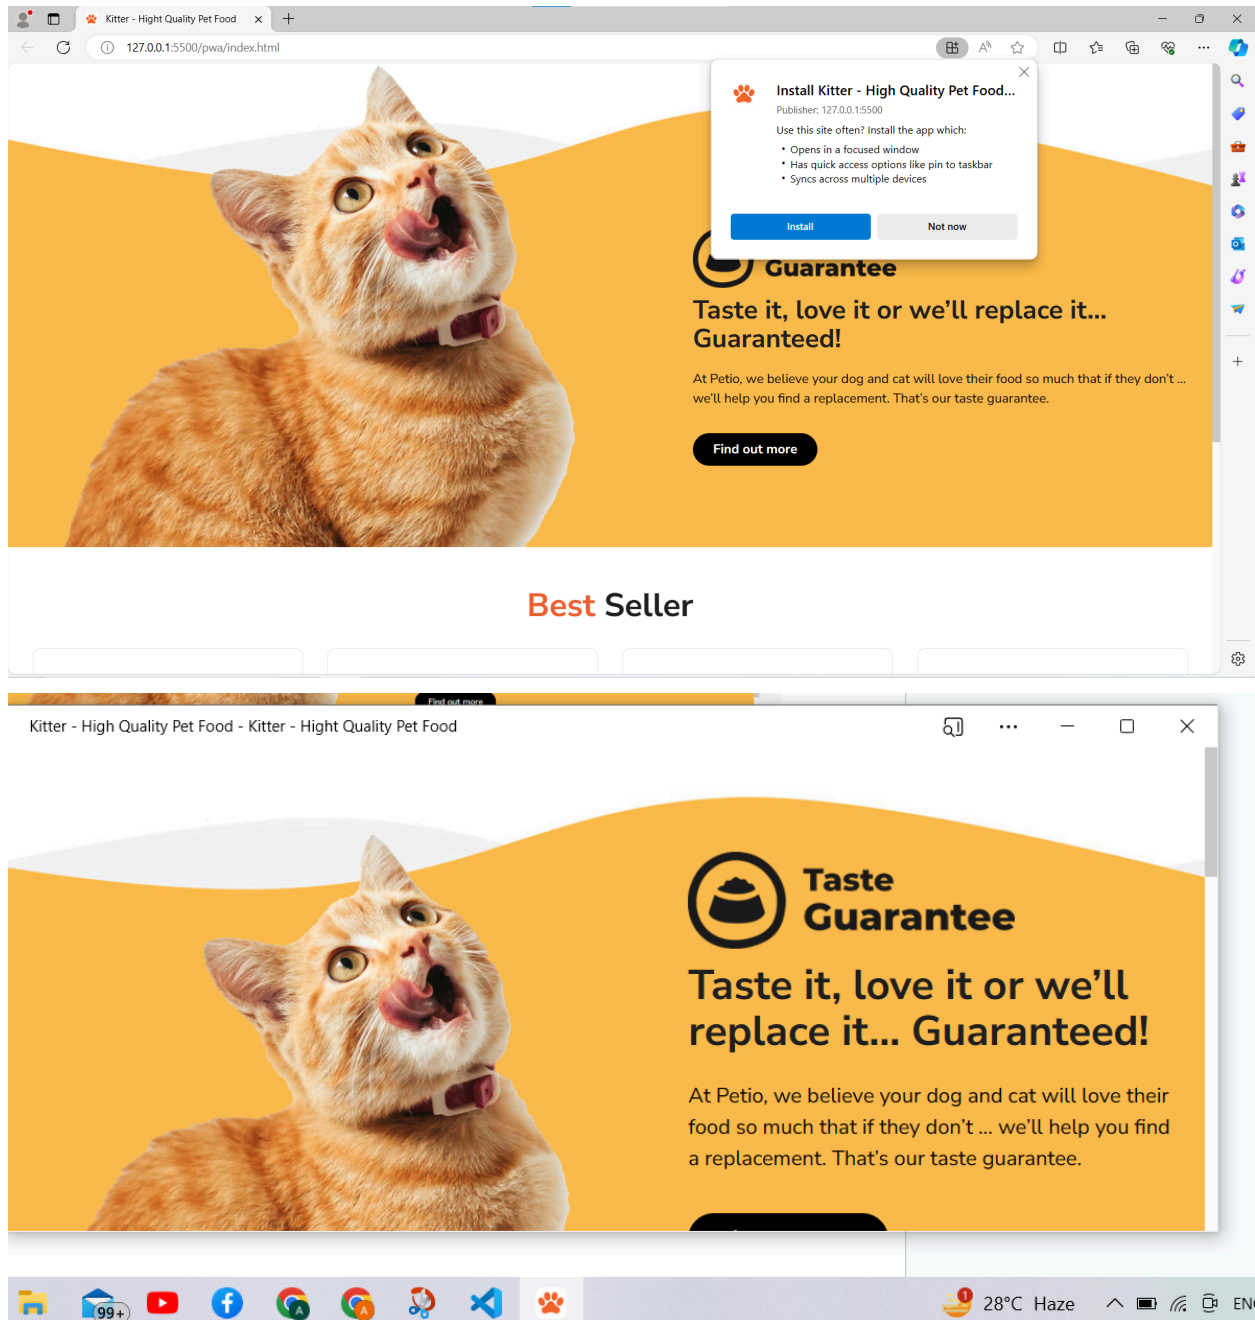 Kitter - Hight Quality Pet Food
127.0.0.1:5500/pwa/index.html
Install Kitter - High Quality Pet Food...
Publisher: 127.0.0.1:5500
Use this site often? Install the app which:
• Opens in a focused window
• Has quick access options like pin to taskbar
• Syncs across multiple devices
Install
Not now
Guarantee
Taste it, love it or we’ll replace it...
Guaranteed!
At Petio, we believe your dog and cat will love their food so much that if they don’t ...
we’ll help you find a replacement. That’s our taste guarantee.
Find out more
Best Seller
Find out more
Kitter - High Quality Pet Food - Kitter - Hight Quality Pet Food
Taste
Guarantee
Taste it, love it or we’ll
replace it... Guaranteed!
At Petio, we believe your dog and cat will love their
food so much that if they don’t ... we’ll help you find
a replacement. That’s our taste guarantee.
99+
A
A
1
28°C Haze